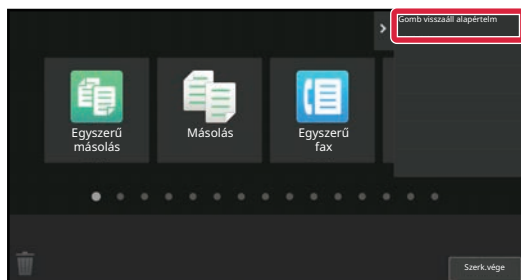 Gomb visszaáll alapértelm
Egyszerű
másolás
Másolás
Egyszerű
fax
Szerk.vége